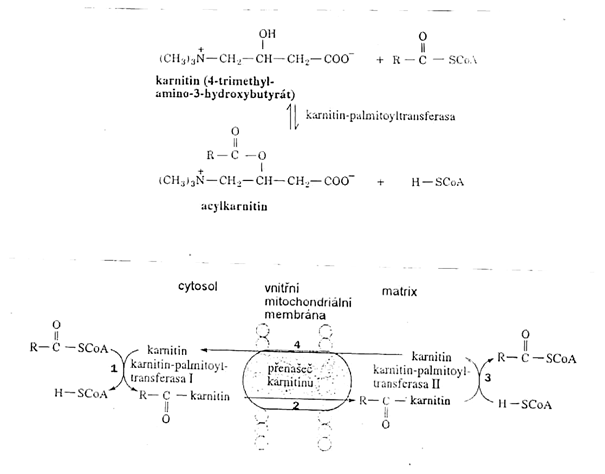 OH O
(CH₃)₃N⁺–CH₂–CH–CH₂–COO⁻ + R–C–SCoA
karnitin (4-trimethyl-
amino-3-hydroxybutyrát)
karnitin-palmitoyltransferasa
O
R–C–O
(CH₃)₃N⁺–CH₂–CH–CH₂–COO⁻ + H–SCoA
acylkarnitin
cytosol vnitřní matrix
mitochondriální
membrána
O O
R–C–SCoA karnitin 4 karnitin R–C–SCoA
1 karnitin-palmitoyl- přenašeč karnitin-palmitoyl- 3
transferasa I karnitinů transferasa II
H–SCoA R–C–karnitin 2 R–C–karnitin H–SCoA
O O